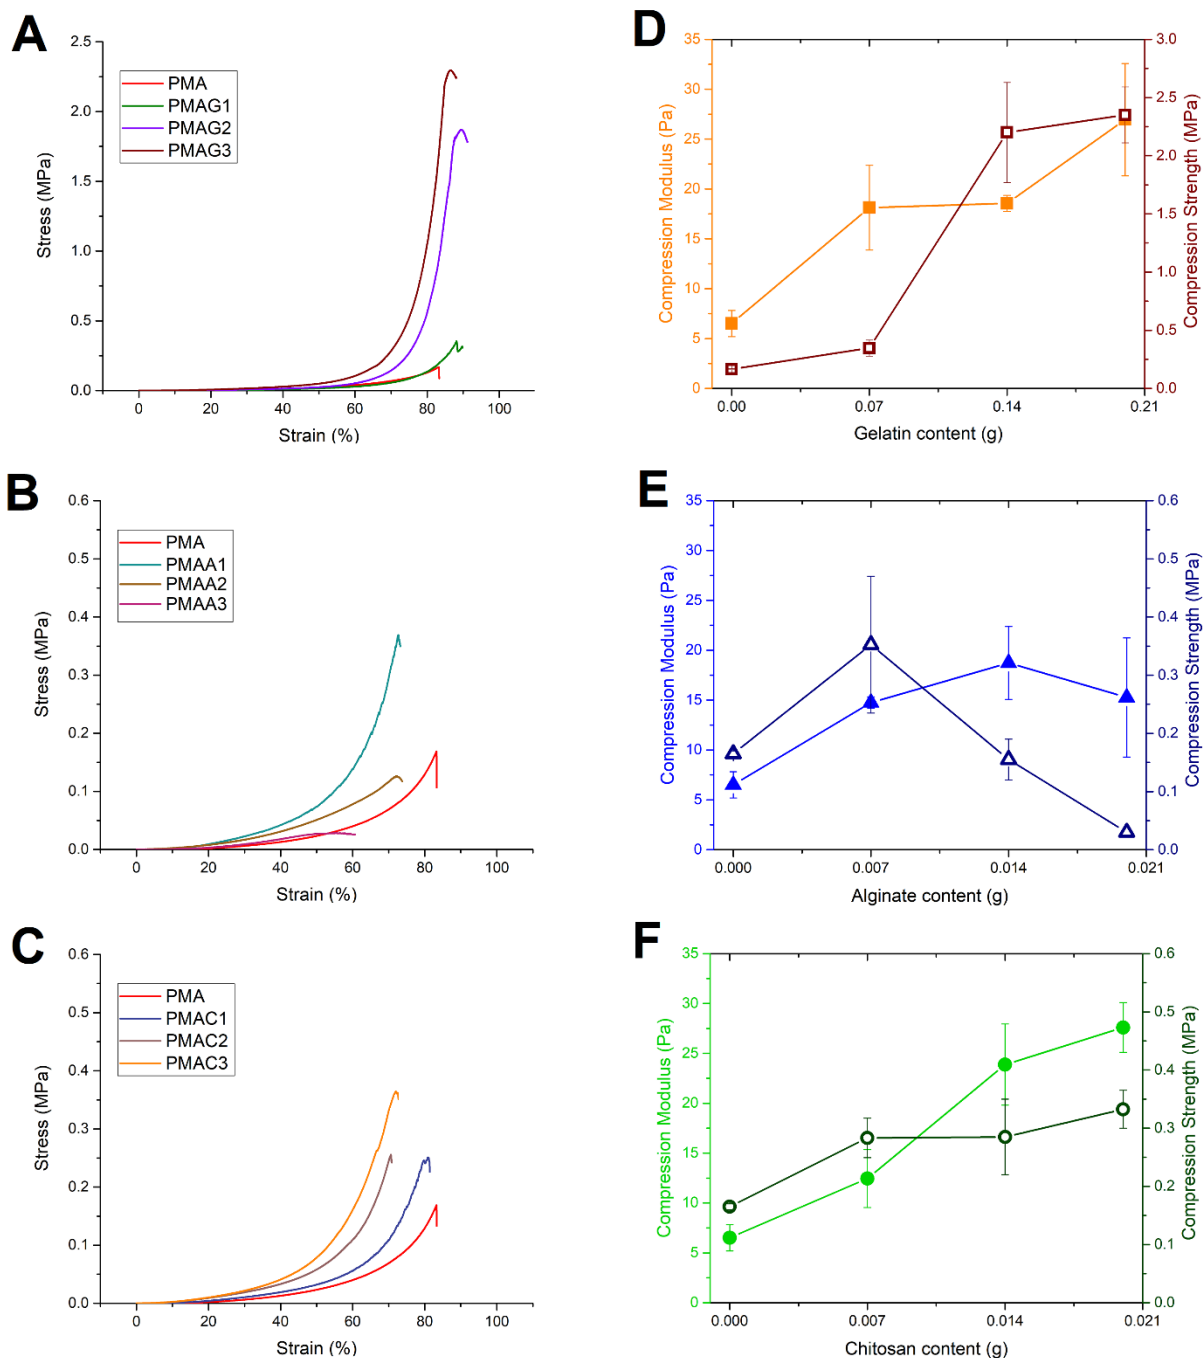 A
2.5
2.0
1.5
1.0
0.5
0.0
Stress (MPa)
PMA
PMAG1
PMAG2
PMAG3
0
20
40
60
80
100
Strain (%)
D
35
30
25
20
15
10
5
0
Compression Modulus (Pa)
3.0
2.5
2.0
1.5
1.0
0.5
0.0
Compression Strength (MPa)
0.00
0.07
0.14
0.21
Gelatin content (g)
B
0.6
0.5
0.4
0.3
0.2
0.1
0.0
Stress (MPa)
PMA
PMAA1
PMAA2
PMAA3
0
20
40
60
80
100
Strain (%)
E
35
30
25
20
15
10
5
0
Compression Modulus (Pa)
0.6
0.5
0.4
0.3
0.2
0.1
0.0
Compression Strength (MPa)
0.000
0.007
0.014
0.021
Alginate content (g)
C
0.6
0.5
0.4
0.3
0.2
0.1
0.0
Stress (MPa)
PMA
PMAC1
PMAC2
PMAC3
0
20
40
60
80
100
Strain (%)
F
35
30
25
20
15
10
5
0
Compression Modulus (Pa)
0.6
0.5
0.4
0.3
0.2
0.1
0.0
Compression Strength (MPa)
0.000
0.007
0.014
0.021
Chitosan content (g)